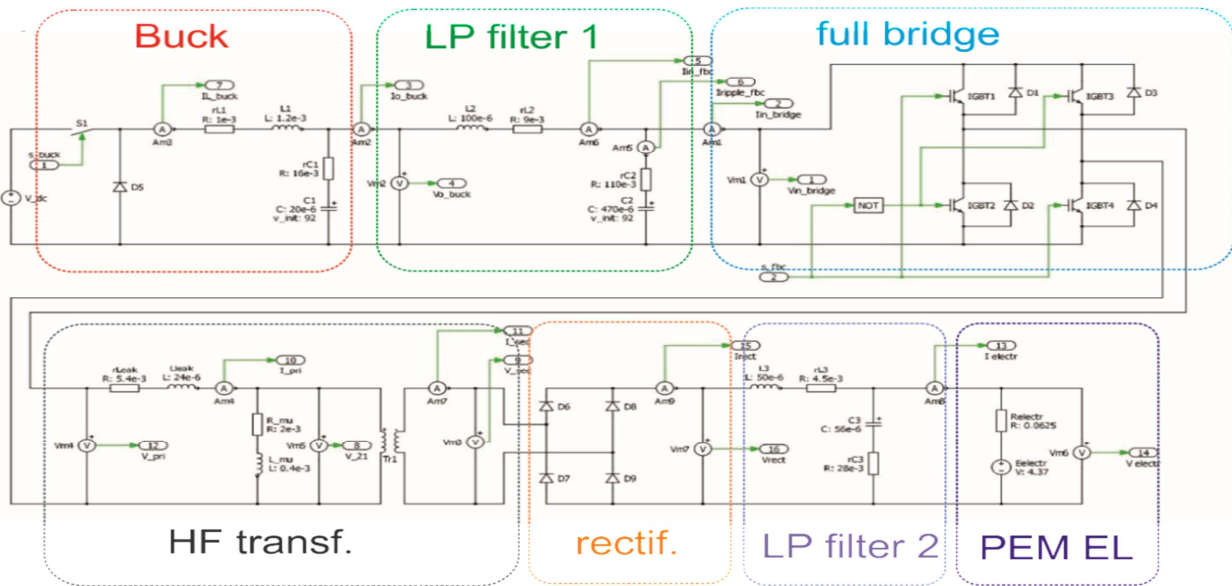 Buck
LP filter 1
full bridge
7
IL_buck
3
Io_buck
5
Iin_fbc
6
Iripple_fbc
2
Iin_bridge
S1
s_buck
1
V_dc
D5
A
Am3
rL1
R: 1e-3
L1
L: 1.2e-3
rC1
R: 16e-3
C1
C: 20e-6
v_init: 92
A
Am2
Vm2
V
4
Vo_buck
L2
L: 100e-6
rL2
R: 9e-3
A
Am6
Am5
A
rC2
R: 110e-3
C2
C: 470e-6
v_init: 92
A
Am1
Vm1
V
1
Vin_bridge
IGBT1
D1
IGBT3
D3
NOT
IGBT2
D2
IGBT4
D4
s_fbc
2
rLeak
R: 5.4e-3
Lleak
L: 24e-6
A
Am4
10
I_pri
Vm4
V
12
V_pri
R_mu
R: 2e-3
L_mu
L: 0.4e-3
Vm5
V
8
V_21
Tr1
A
Am7
11
I_sec
9
V_sec
Vm3
V
D6
D8
D7
D9
A
Am9
15
Irect
Vm7
V
16
Vrect
L3
L: 50e-6
rL3
R: 4.5e-3
C3
C: 56e-6
rC3
R: 28e-3
A
Am8
13
I electr
Relectr
R: 0.0625
Eelectr
V: 4.37
Vm6
V
14
V electr
HF transf.
rectif.
LP filter 2
PEM EL